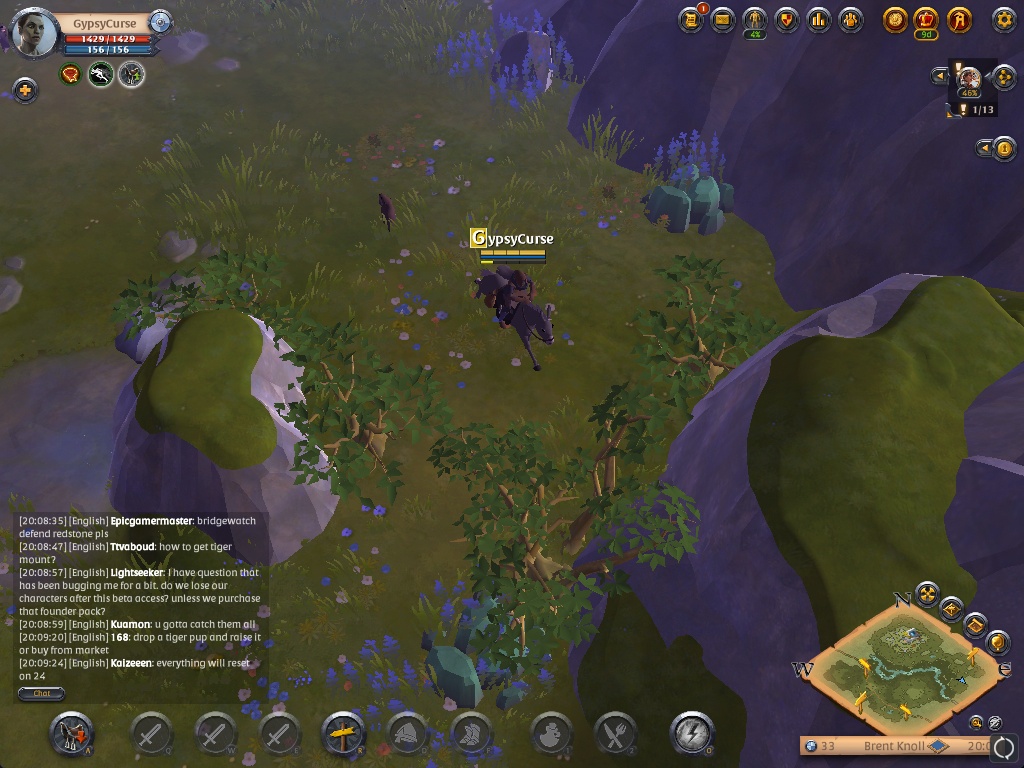 GypsyCurse
1429 / 1429
156 / 156
1
4%
9d
46%
1/13
GypsyCurse
[20:08:35] [English] Epicgamermaster: bridgewatch
defend redstone pls
[20:08:47] [English] Ttvaboud: how to get tiger
mount?
[20:08:57] [English] Lightseeker: I have question that
has been bugging me for a bit. do we lose our
characters after this beta access? unless we purchase
that founder pack?
[20:08:59] [English] Kuamon: u gotta catch them all
[20:09:20] [English] 168: drop a tiger pup and raise it
or buy from market
[20:09:24] [English] Kaizeeen: everything will reset
on 24
Chat
N
W
E
A
Q
W
E
R
D
F
1
2
O
33
Brent Knoll